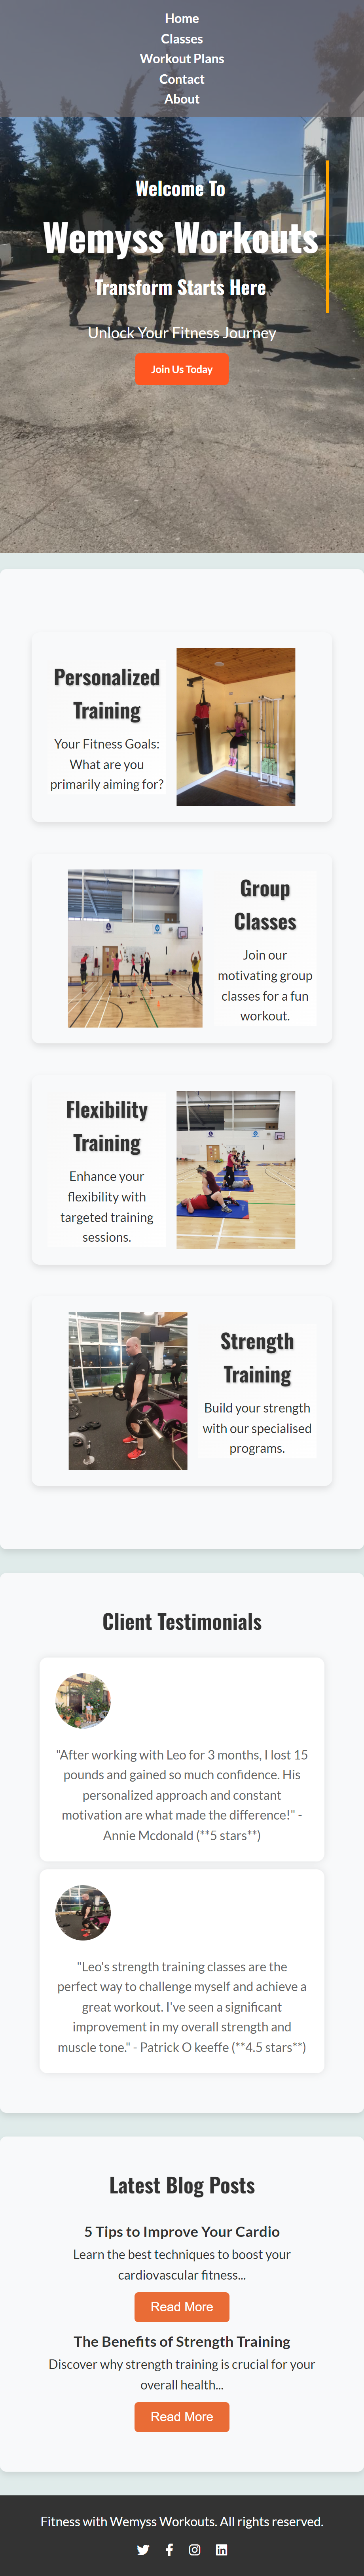 Home
Classes
Workout Plans
Contact
About
Welcome To
Wemyss Workouts
Transform Starts Here
Unlock Your Fitness Journey
Join Us Today
Personalized
Training
Your Fitness Goals:
What are you
primarily aiming for?
Group
Classes
Join our
motivating group
classes for a fun
workout.
Flexibility
Training
Enhance your
flexibility with
targeted training
sessions.
Strength
Training
Build your strength
with our specialised
programs.
Client Testimonials
"After working with Leo for 3 months, I lost 15
pounds and gained so much confidence. His
personalized approach and constant
motivation are what made the difference!" -
Annie Mcdonald (**5 stars**)
"Leo's strength training classes are the
perfect way to challenge myself and achieve a
great workout. I've seen a significant
improvement in my overall strength and
muscle tone." - Patrick O keeffe (**4.5 stars**)
Latest Blog Posts
5 Tips to Improve Your Cardio
Learn the best techniques to boost your
cardiovascular fitness...
Read More
The Benefits of Strength Training
Discover why strength training is crucial for your
overall health...
Read More
Fitness with Wemyss Workouts. All rights reserved.